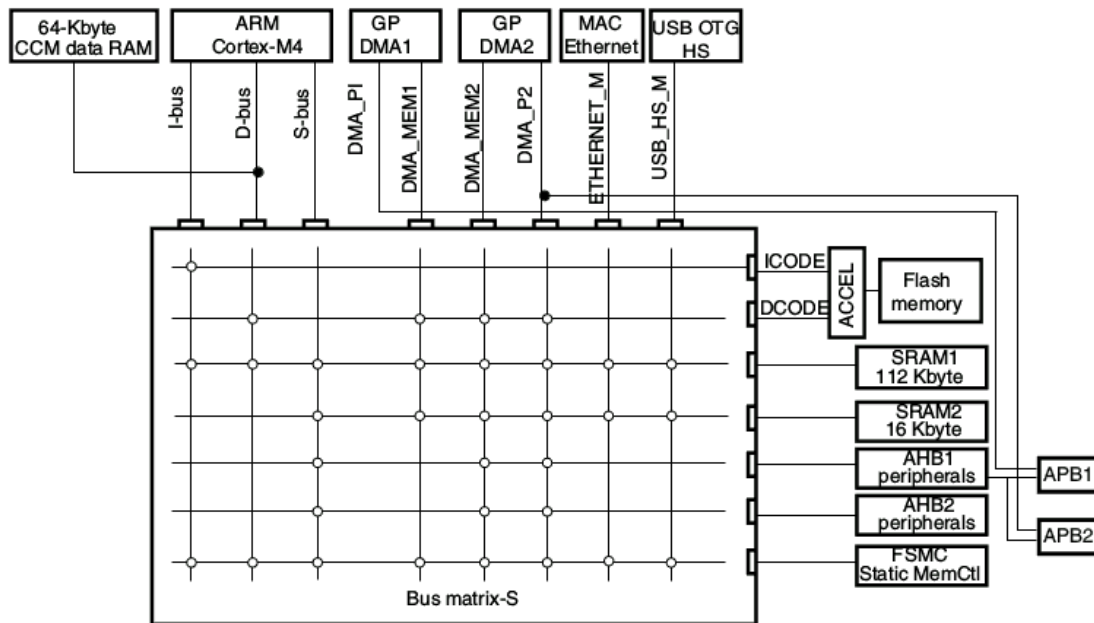 64-Kbyte
CCM data RAM
ARM
Cortex-M4
GP
DMA1
GP
DMA2
MAC
Ethernet
USB OTG
HS
I-bus
D-bus
S-bus
DMA_PI
DMA_MEM1
DMA_MEM2
DMA_P2
ETHERNET_M
USB_HS_M
ICODE
DCODE
ACCEL
Flash
memory
SRAM1
112 Kbyte
SRAM2
16 Kbyte
AHB1
peripherals
APB1
AHB2
peripherals
APB2
FSMC
Static MemCtl
Bus matrix-S